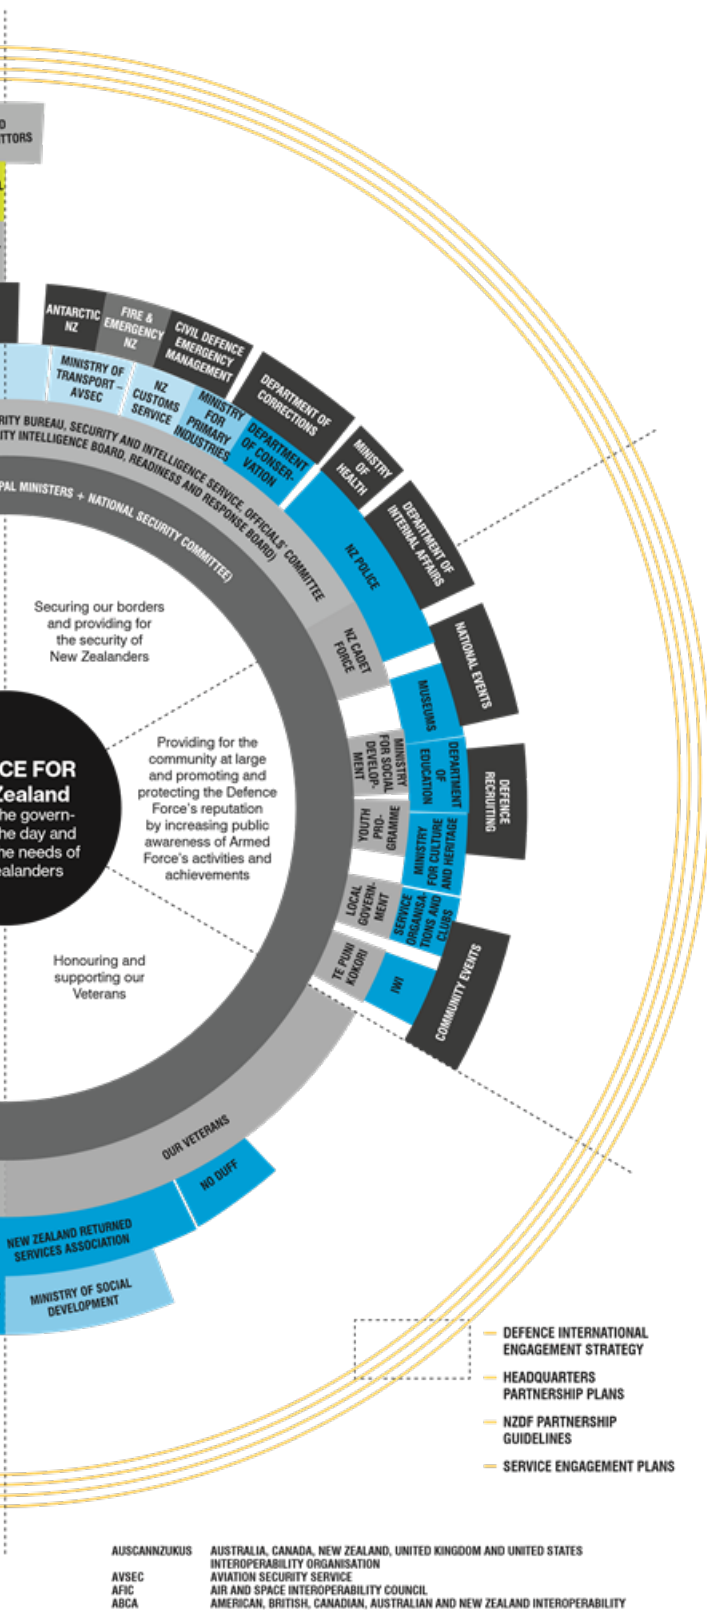 TTORS
ANTARCTIC
NZ
FIRE &
EMERGENCY
NZ
CIVIL DEFENCE
EMERGENCY
MANAGEMENT
DEPARTMENT OF
CORRECTIONS
MINISTRY
OF
HEALTH
DEPARTMENT OF
INTERNAL AFFAIRS
MINISTRY OF
TRANSPORT –
AVSEC
NZ
CUSTOMS
SERVICE
MINISTRY
FOR
PRIMARY
INDUSTRIES
DEPARTMENT
OF CONSER-
VATION
NZ POLICE
RITY BUREAU, SECURITY AND INTELLIGENCE SERVICE, OFFICIALS' COMMITTEE
ITY INTELLIGENCE BOARD, READINESS AND RESPONSE BOARD)
PAL MINISTERS + NATIONAL SECURITY COMMITTEE)
NZ CADET
FORCE
NATIONAL EVENTS
MUSEUMS
Securing our borders
and providing for
the security of
New Zealanders
MINISTRY
FOR SOCIAL
DEVELOP-
MENT
DEPARTMENT
OF
EDUCATION
DEFENCE
RECRUITING
CE FOR
Zealand
he govern-
he day and
he needs of
ealanders
Providing for the
community at large
and promoting and
protecting the Defence
Force's reputation
by increasing public
awareness of Armed
Force's activities and
achievements
YOUTH
PRO-
GRAMME
MINISTRY
FOR CULTURE
AND HERITAGE
LOCAL
GOVERN-
MENT
SERVICE
ORGANISA-
TIONS AND
CLUBS
TE PUNI
KOKORI
IWI
COMMUNITY EVENTS
Honouring and
supporting our
Veterans
OUR VETERANS
NO DUFF
NEW ZEALAND RETURNED
SERVICES ASSOCIATION
MINISTRY OF SOCIAL
DEVELOPMENT
DEFENCE INTERNATIONAL
ENGAGEMENT STRATEGY
HEADQUARTERS
PARTNERSHIP PLANS
NZDF PARTNERSHIP
GUIDELINES
SERVICE ENGAGEMENT PLANS
AUSCANNZUKUS AUSTRALIA, CANADA, NEW ZEALAND, UNITED KINGDOM AND UNITED STATES
INTEROPERABILITY ORGANISATION
AVSEC AVIATION SECURITY SERVICE
AFIC AIR AND SPACE INTEROPERABILITY COUNCIL
ABCA AMERICAN, BRITISH, CANADIAN, AUSTRALIAN AND NEW ZEALAND INTEROPERABILITY